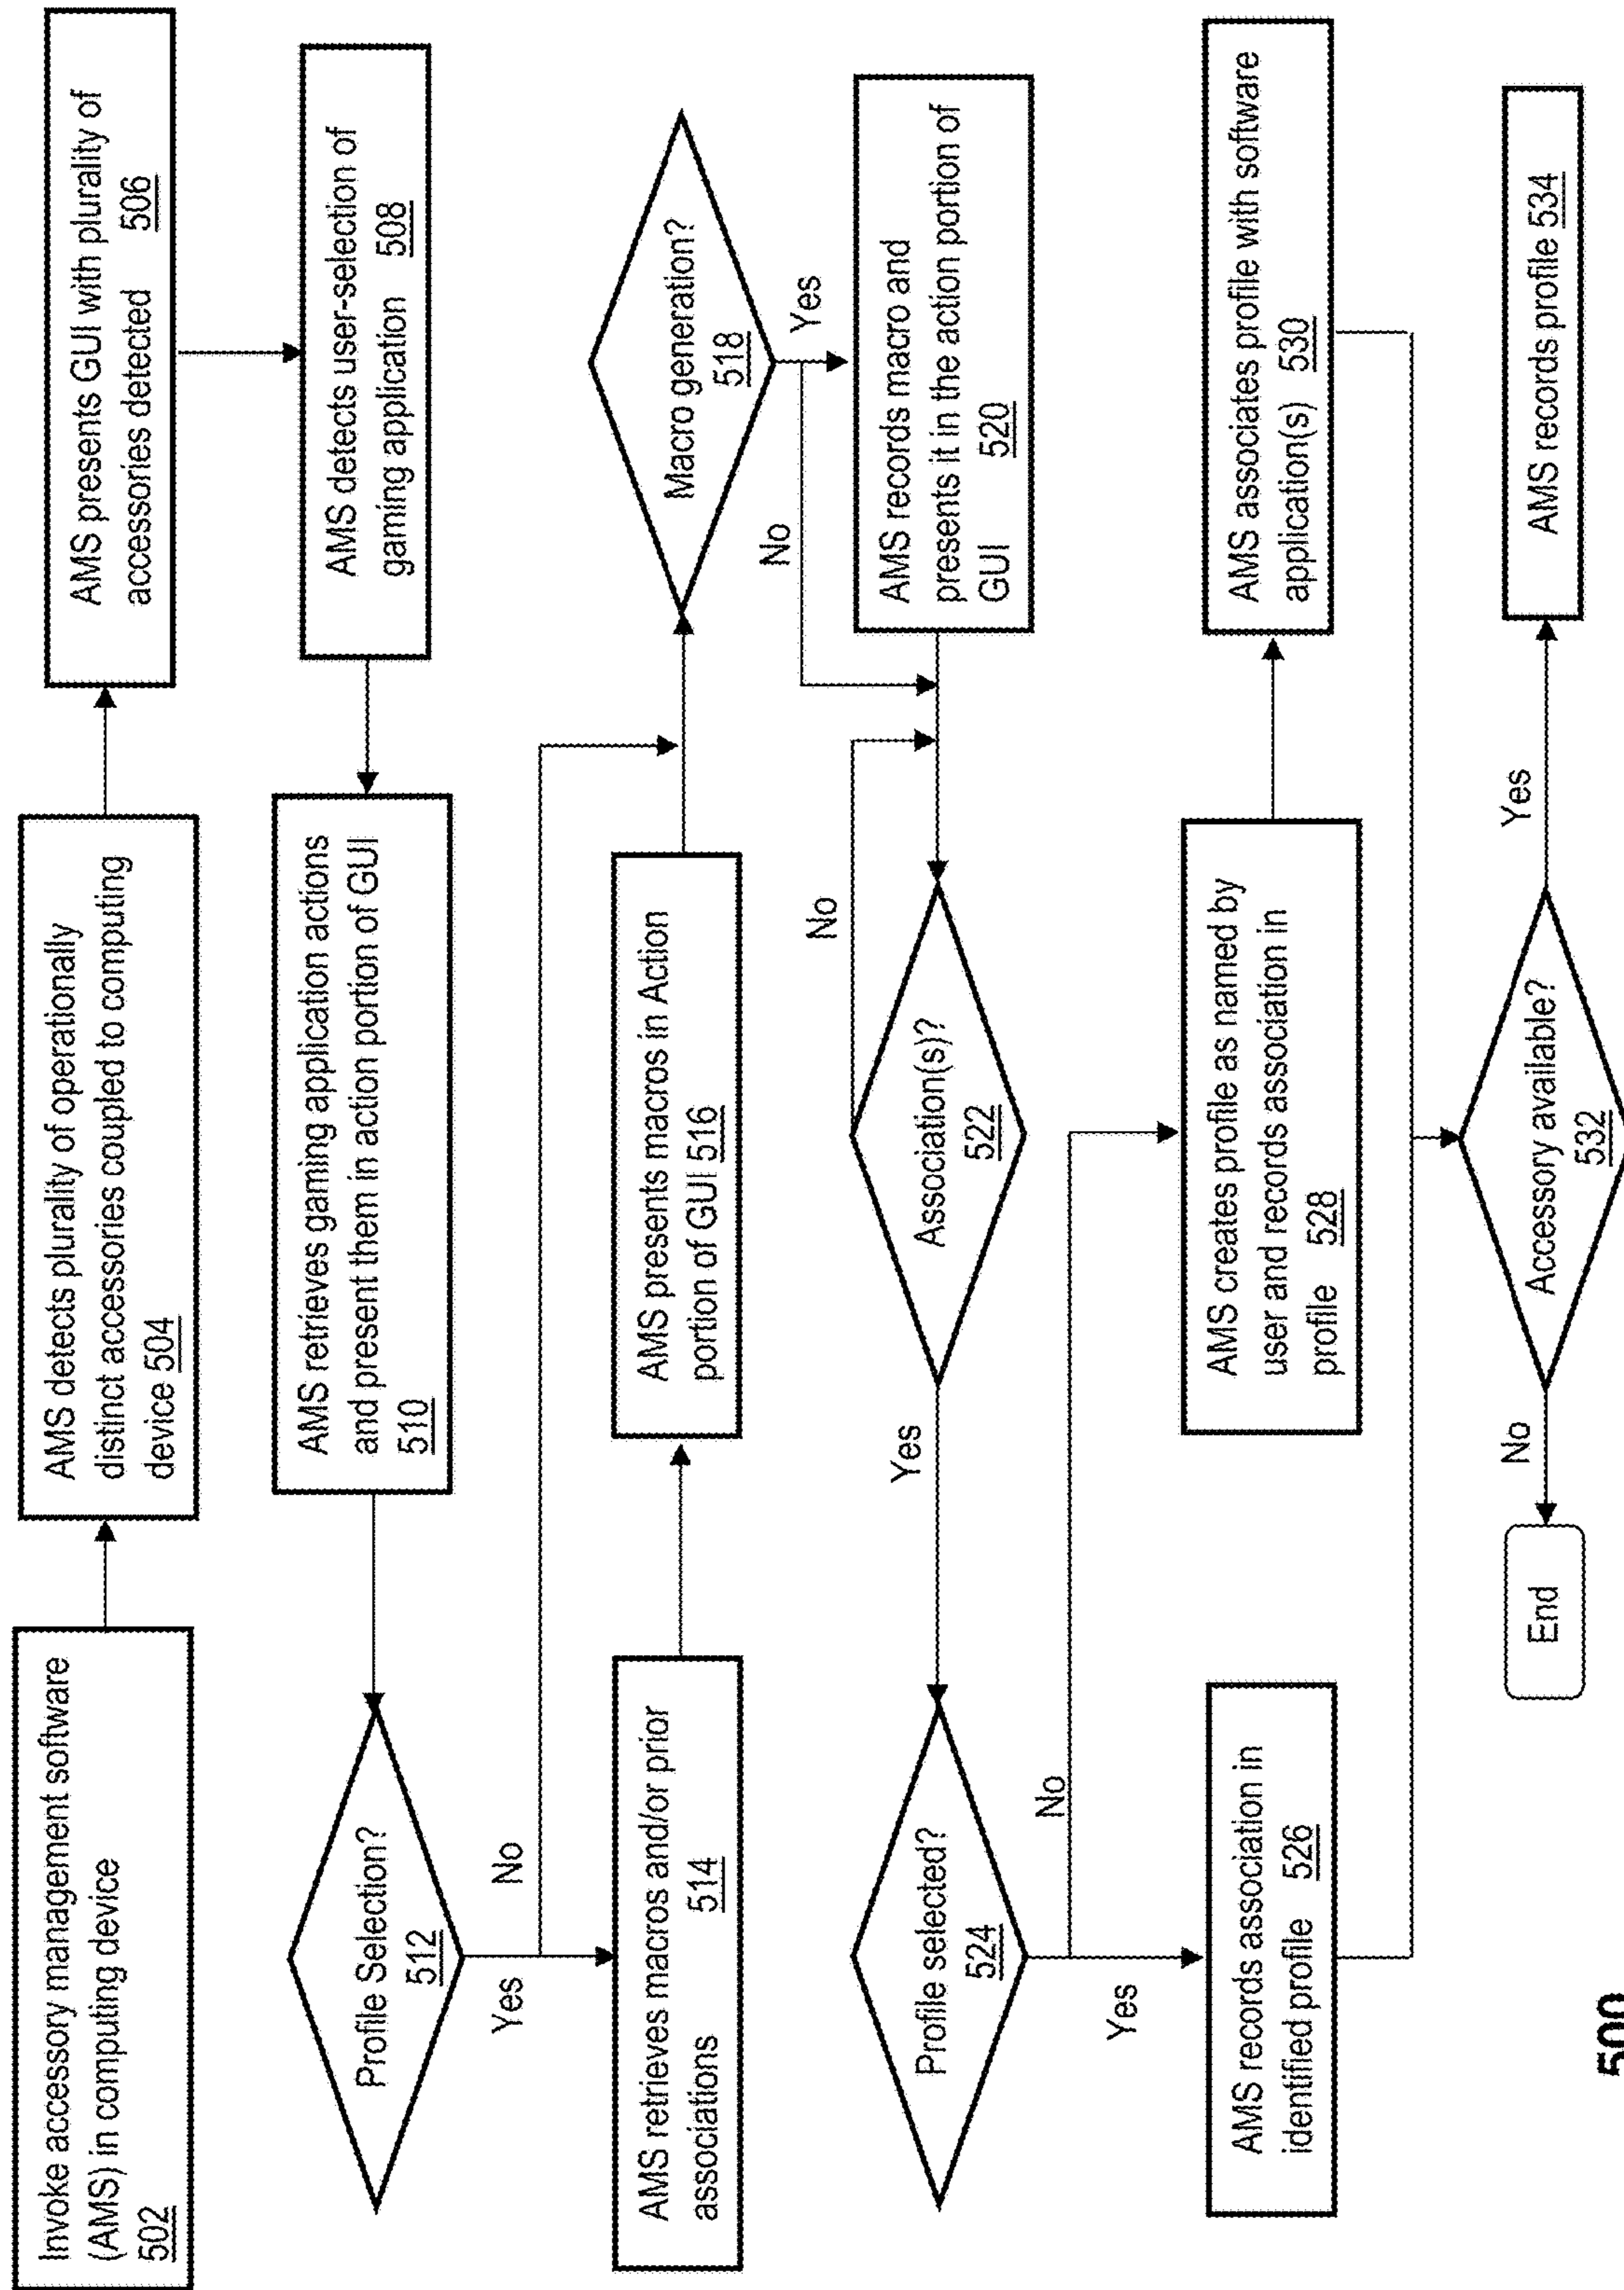 Invoke accessory management software
(AMS) in computing device
502
AMS detects plurality of operationally
distinct accessories coupled to computing
device 504
AMS presents GUI with plurality of
accessories detected 506
AMS detects user-selection of
gaming application 508
AMS retrieves gaming application actions
and present them in action portion of GUI
510
Profile Selection?
512
No
Yes
AMS retrieves macros and/or prior
associations 514
AMS presents macros in Action
portion of GUI 516
Macro generation?
518
Yes
No
AMS records macro and
presents it in the action portion of
GUI 520
Association(s)?
522
No
Yes
Profile selected?
524
No
Yes
AMS records association in
identified profile 526
AMS creates profile as named by
user and records association in
profile 528
AMS associates profile with software
application(s) 530
Accessory available?
532
No
Yes
End
AMS records profile 534
500